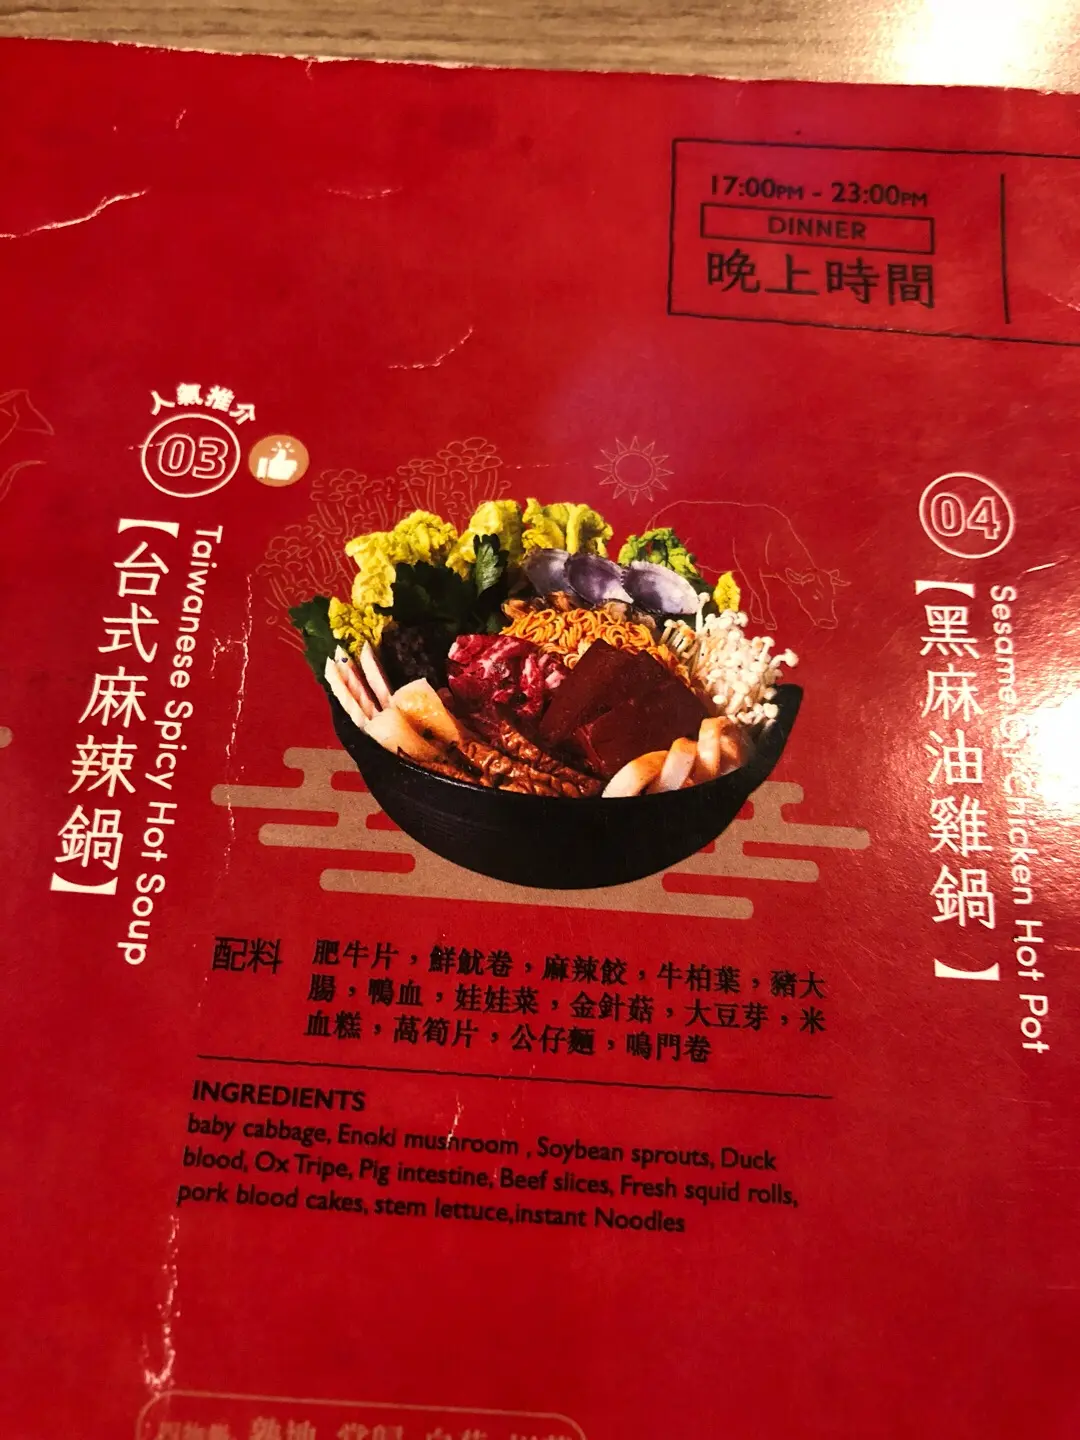 17:00PM - 23:00PM
DINNER
晚上時間
人氣推介
03
【台式麻辣鍋】
Taiwanese Spicy Hot Soup
04
【黑麻油雞鍋】
Sesame Oil Chicken Hot Pot
配料
肥牛片，鮮魷卷，麻辣餃，牛柏葉，豬大
腸，鴨血，娃娃菜，金針菇，大豆芽，米
血糕，萵筍片，公仔麵，鳴門卷
INGREDIENTS
baby cabbage, Enoki mushroom , Soybean sprouts, Duck
blood, Ox Tripe, Pig intestine, Beef slices, Fresh squid rolls,
pork blood cakes, stem lettuce,instant Noodles